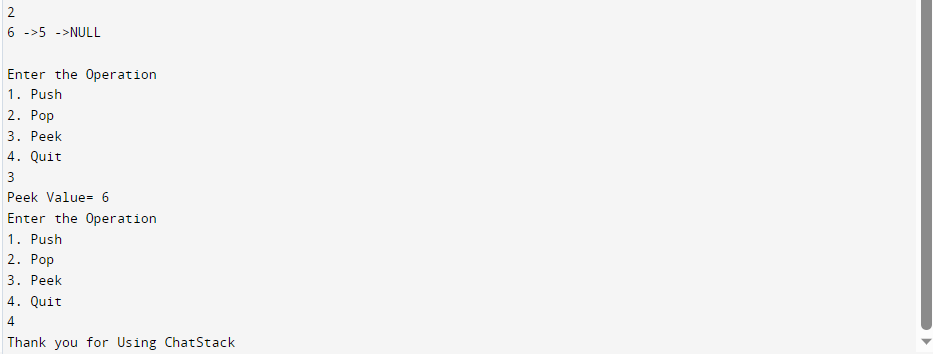 2
6 ->5 ->NULL
Enter the Operation
1. Push
2. Pop
3. Peek
4. Quit
3
Peek Value= 6
Enter the Operation
1. Push
2. Pop
3. Peek
4. Quit
4
Thank you for Using ChatStack